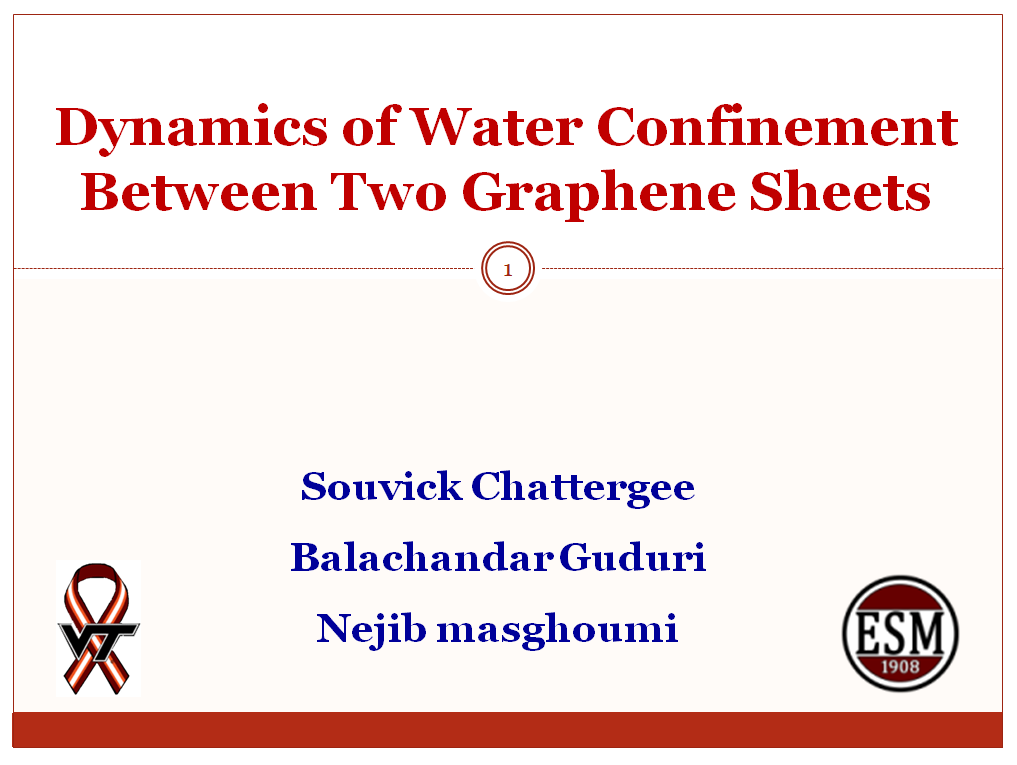 Dynamics of Water Confinement
Between Two Graphene Sheets
1
Souvick Chattergee
Balachandar Guduri
Nejib masghoumi
VT
ESM
1908